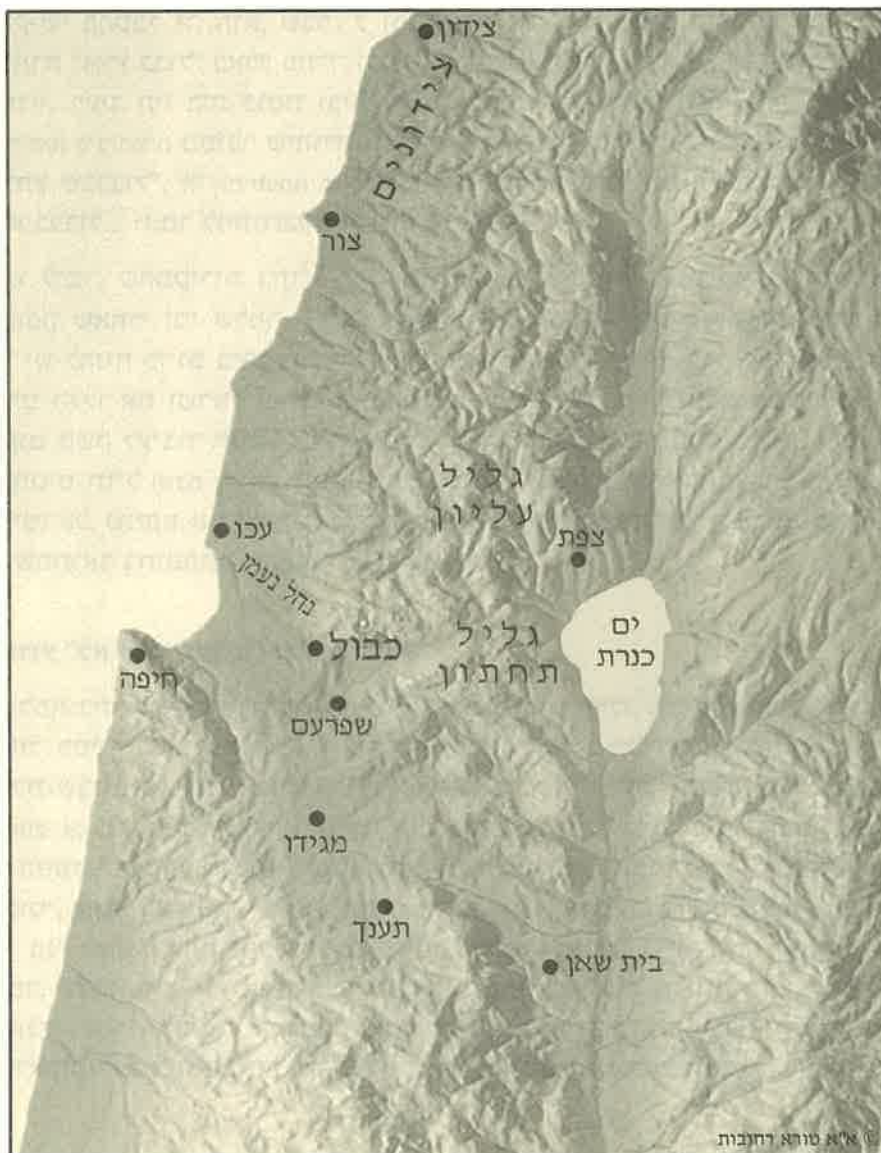 צידון
צידונים
צור
גליל
עליון
עכו
צפת
נחל נעמן
ים
כנרת
כבול
גליל
תחתון
חיפה
שפרעם
מגידו
תענך
בית שאן
© א"א טורא רחובות